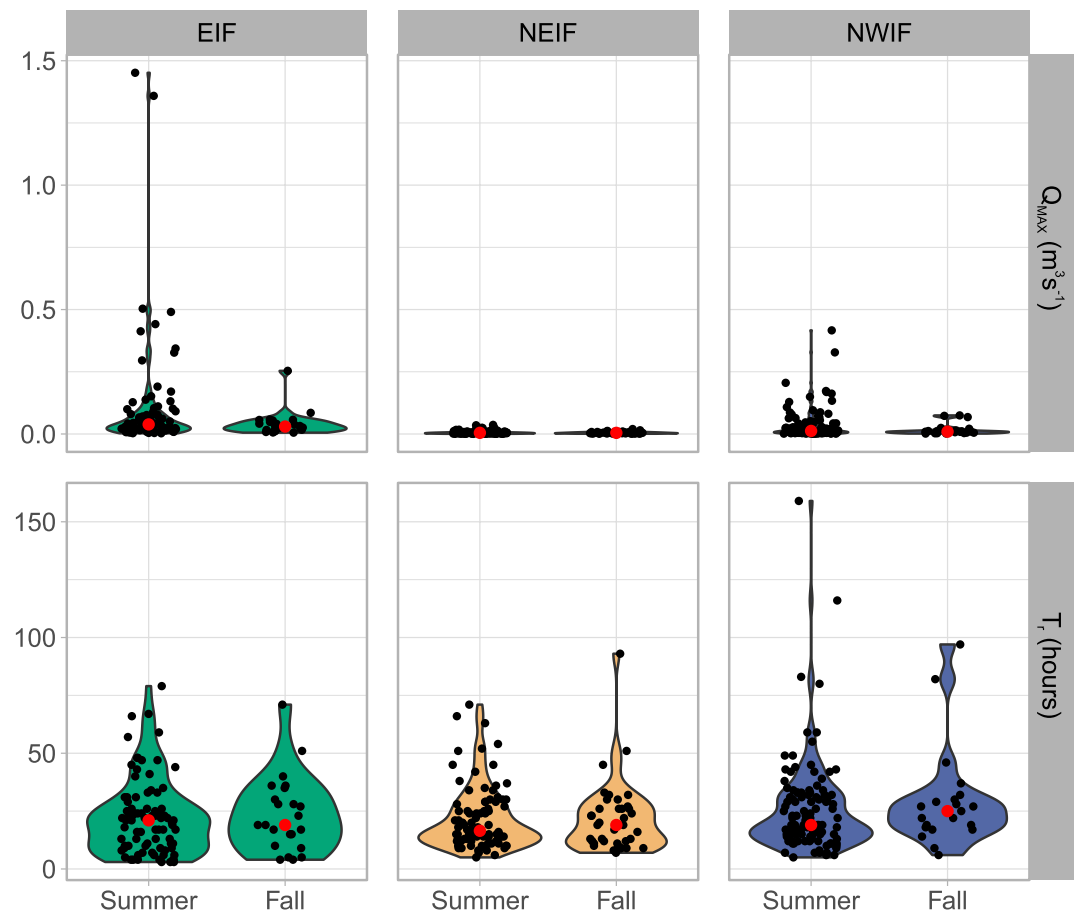 EIF NEIF NWIF
1.5
1.0
0.5
0.0
QMAX (m³s⁻¹)
150
100
50
0
Tr (hours)
Summer Fall Summer Fall Summer Fall